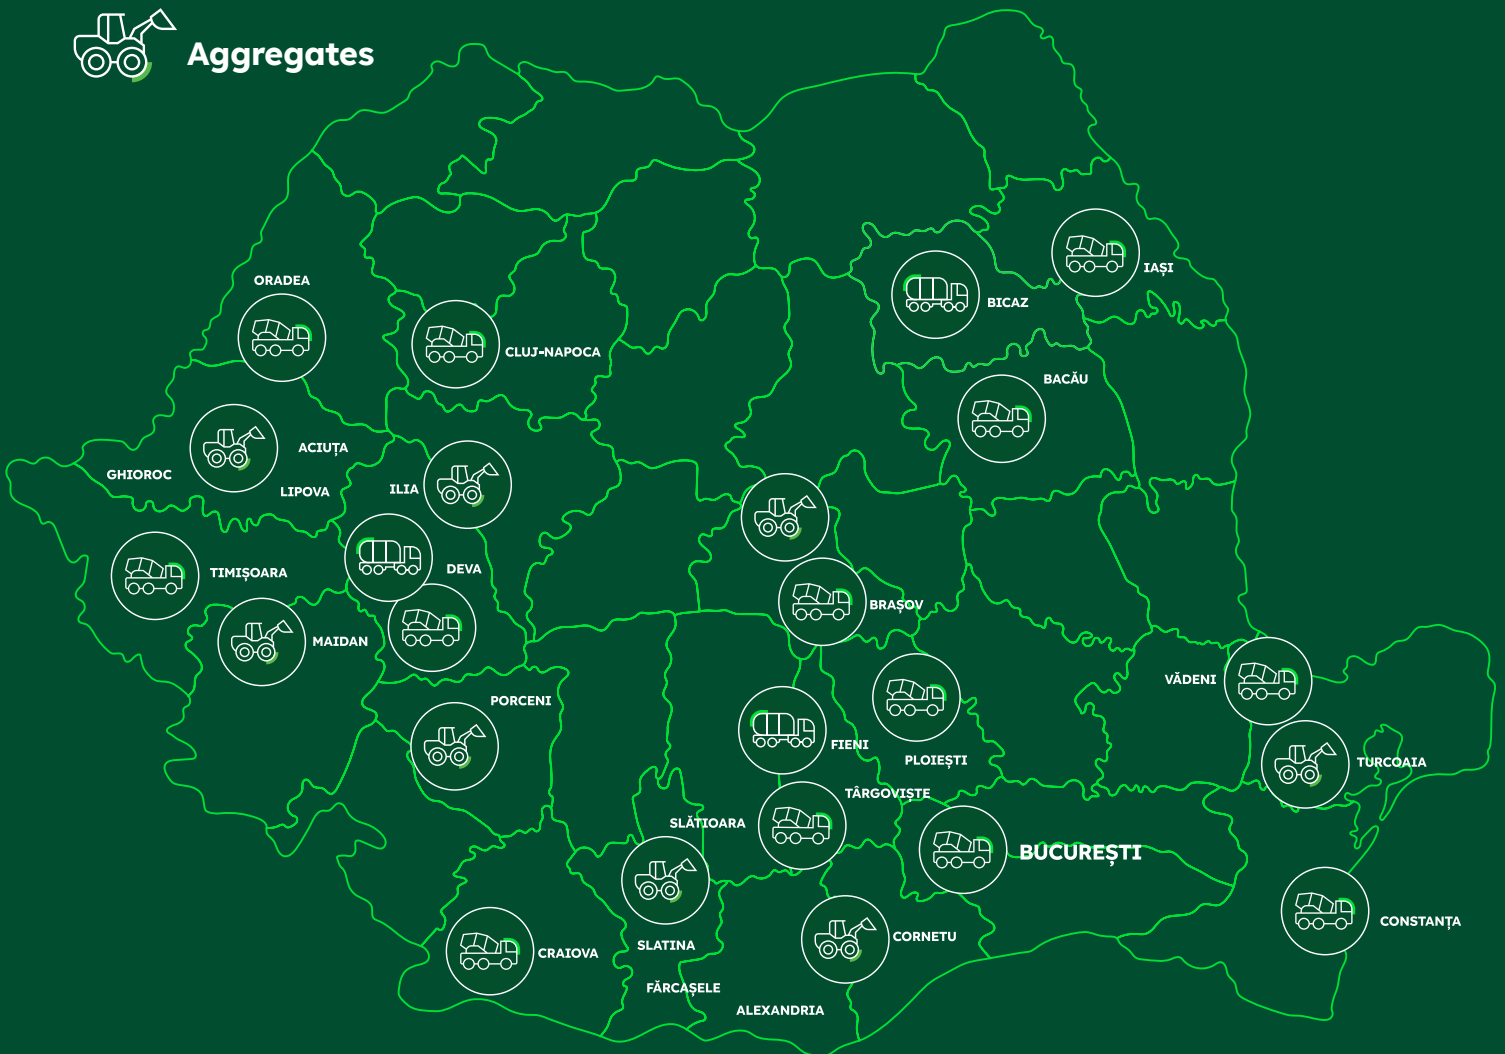 Aggregates
IAȘI
ORADEA
BICAZ
CLUJ-NAPOCA
BACĂU
ACIUȚA
GHIOROC
LIPOVA
ILIA
DEVA
TIMIȘOARA
BRAȘOV
MAIDAN
VĂDENI
PORCENI
FIENI
PLOIEȘTI
TURCOAIA
TÂRGOVIȘTE
SLĂTIOARA
BUCUREȘTI
CONSTANȚA
CORNETU
SLATINA
CRAIOVA
FĂRCAȘELE
ALEXANDRIA